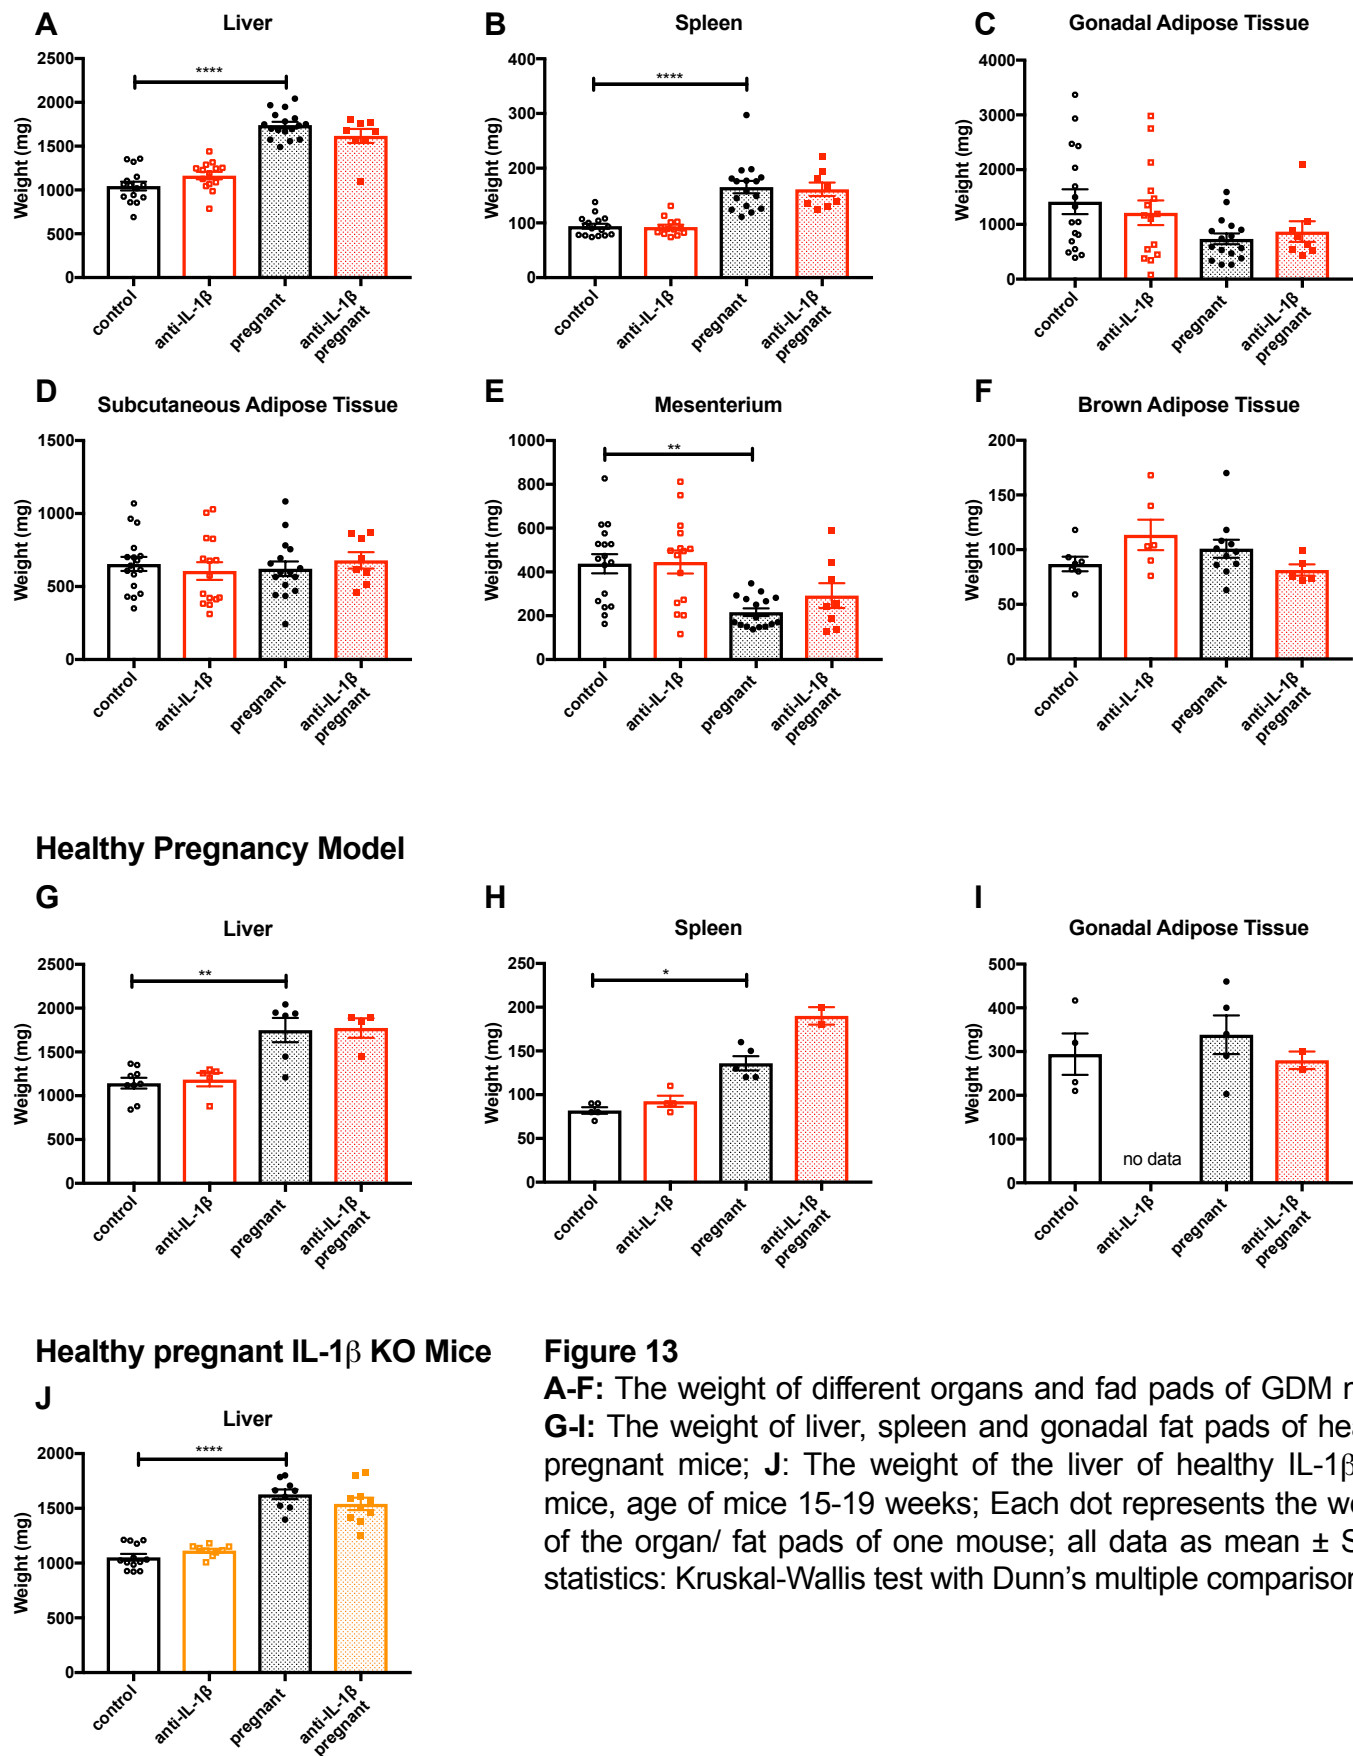 A
Liver
Weight (mg)
2500
2000
1500
1000
500
0
****
control
anti-IL-1β
pregnant
anti-IL-1β
pregnant
B
Spleen
Weight (mg)
400
300
200
100
0
****
control
anti-IL-1β
pregnant
anti-IL-1β
pregnant
C
Gonadal Adipose Tissue
Weight (mg)
4000
3000
2000
1000
0
control
anti-IL-1β
pregnant
anti-IL-1β
pregnant
D
Subcutaneous Adipose Tissue
Weight (mg)
1500
1000
500
0
control
anti-IL-1β
pregnant
anti-IL-1β
pregnant
E
Mesenterium
Weight (mg)
1000
800
600
400
200
0
**
control
anti-IL-1β
pregnant
anti-IL-1β
pregnant
F
Brown Adipose Tissue
Weight (mg)
200
150
100
50
0
control
anti-IL-1β
pregnant
anti-IL-1β
pregnant
Healthy Pregnancy Model
G
Liver
Weight (mg)
2500
2000
1500
1000
500
0
**
control
anti-IL-1β
pregnant
anti-IL-1β
pregnant
H
Spleen
Weight (mg)
250
200
150
100
50
0
*
control
anti-IL-1β
pregnant
anti-IL-1β
pregnant
I
Gonadal Adipose Tissue
Weight (mg)
500
400
300
200
100
0
no data
control
anti-IL-1β
pregnant
anti-IL-1β
pregnant
Healthy pregnant IL-1β KO Mice
J
Liver
Weight (mg)
2000
1500
1000
500
0
****
control
anti-IL-1β
pregnant
anti-IL-1β
pregnant
Figure 13
A-F: The weight of different organs and fad pads of GDM
G-I: The weight of liver, spleen and gonadal fat pads of
pregnant mice; J: The weight of the liver of healthy IL-1β
mice, age of mice 15-19 weeks; Each dot represents the
of the organ/ fat pads of one mouse; all data as mean ±
statistics: Kruskal-Wallis test with Dunn's multiple comparison